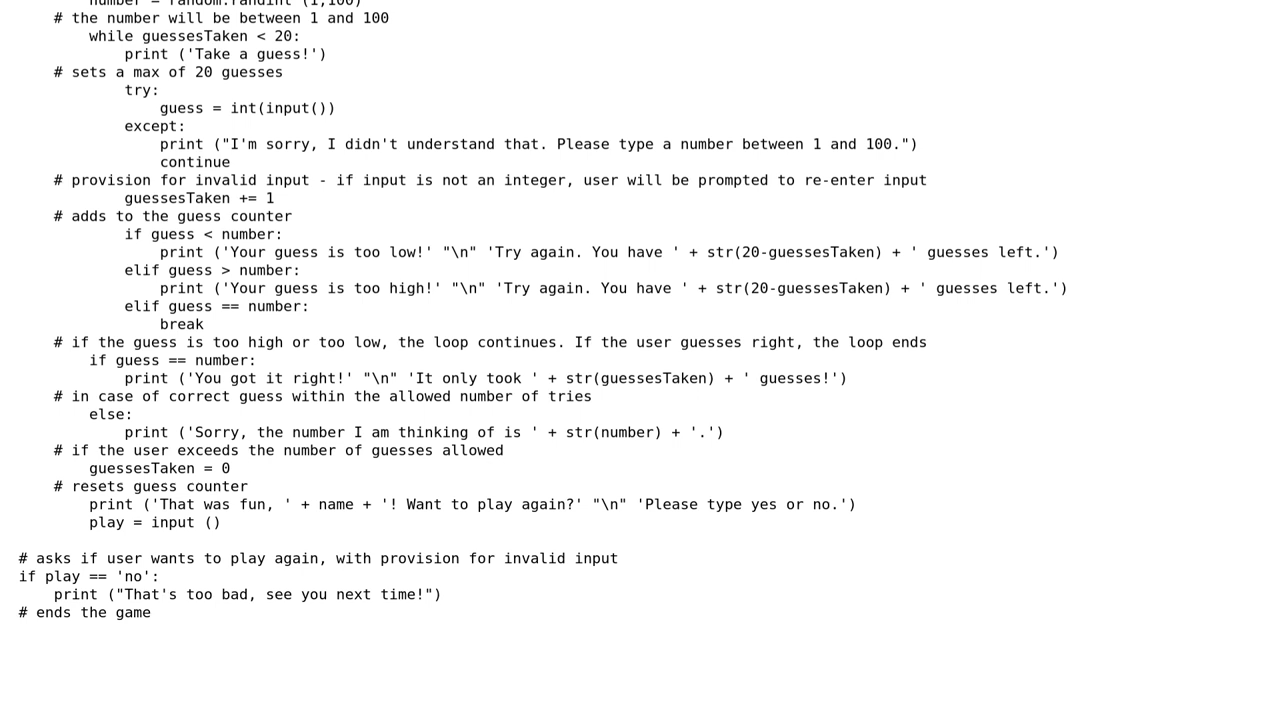 number = random.randint (1,100)
# the number will be between 1 and 100
while guessesTaken < 20:
print ('Take a guess!')
# sets a max of 20 guesses
try:
guess = int(input())
except:
print ("I'm sorry, I didn't understand that. Please type a number between 1 and 100.")
continue
# provision for invalid input - if input is not an integer, user will be prompted to re-enter input
guessesTaken += 1
# adds to the guess counter
if guess < number:
print ('Your guess is too low!' "\n" 'Try again. You have ' + str(20-guessesTaken) + ' guesses left.')
elif guess > number:
print ('Your guess is too high!' "\n" 'Try again. You have ' + str(20-guessesTaken) + ' guesses left.')
elif guess == number:
break
# if the guess is too high or too low, the loop continues. If the user guesses right, the loop ends
if guess == number:
print ('You got it right!' "\n" 'It only took ' + str(guessesTaken) + ' guesses!')
# in case of correct guess within the allowed number of tries
else:
print ('Sorry, the number I am thinking of is ' + str(number) + '.')
# if the user exceeds the number of guesses allowed
guessesTaken = 0
# resets guess counter
print ('That was fun, ' + name + '! Want to play again?' "\n" 'Please type yes or no.')
play = input ()
# asks if user wants to play again, with provision for invalid input
if play == 'no':
print ("That's too bad, see you next time!")
# ends the game